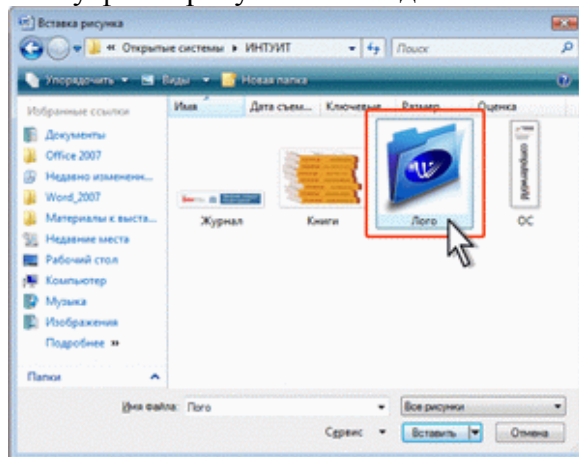 Вставка рисунка
« Открытые системы ▸ ИНТУИТ
Поиск
Упорядочить Виды Новая папка
Избранные ссылки
Имя Дата съем... Ключевые Размер Оценка
Документы
Office 2007
Недавно изменени...
Word_2007
Материалы к выста...
Недавние места
Рабочий стол
Компьютер
Музыка
Изображения
Подробнее »
Папки
Журнал Книги Лого ОС
computerworld
Имя файла: Лого Все рисунки
Сервис Вставить Отмена